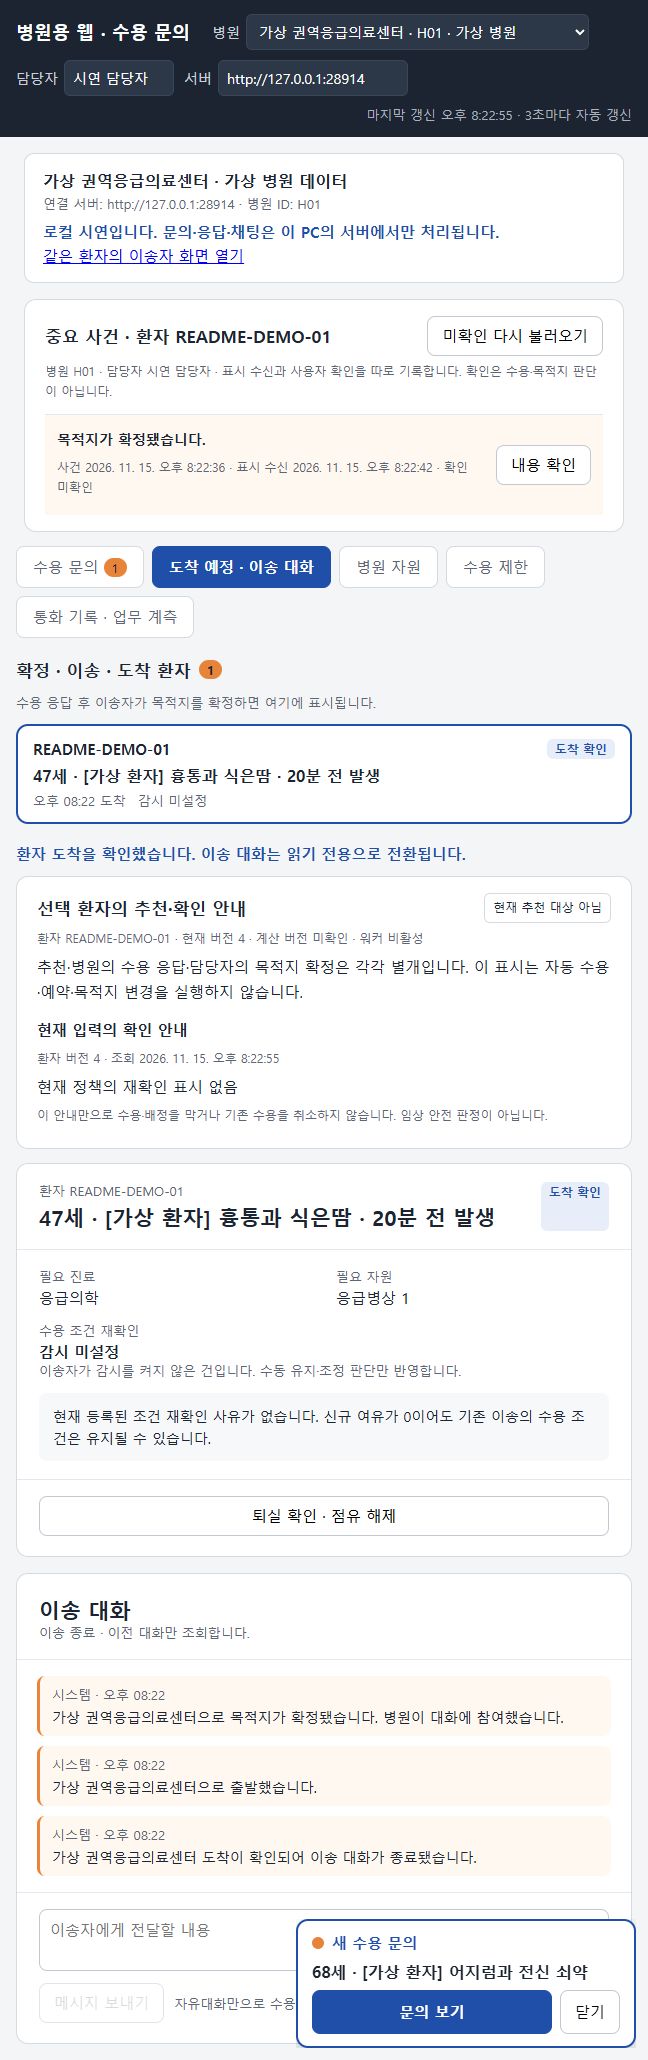 병원용 웹 · 수용 문의 병원 가상 권역응급의료센터 · H01 · 가상 병원
담당자 시연 담당자 서버 http://127.0.0.1:28914
마지막 갱신 오후 8:22:55 · 3초마다 자동 갱신
가상 권역응급의료센터 · 가상 병원 데이터
연결 서버: http://127.0.0.1:28914 · 병원 ID: H01
로컬 시연입니다. 문의·응답·채팅은 이 PC의 서버에서만 처리됩니다.
같은 환자의 이송자 화면 열기
중요 사건 · 환자 README-DEMO-01 미확인 다시 불러오기
병원 H01 · 담당자 시연 담당자 · 표시 수신과 사용자 확인을 따로 기록합니다. 확인은 수용·목적지 판단
이 아닙니다.
목적지가 확정됐습니다.
사건 2026. 11. 15. 오후 8:22:36 · 표시 수신 2026. 11. 15. 오후 8:22:42 · 확인
미확인
내용 확인
수용 문의 1 도착 예정 · 이송 대화 병원 자원 수용 제한
통화 기록 · 업무 계측
확정 · 이송 · 도착 환자 1
수용 응답 후 이송자가 목적지를 확정하면 여기에 표시됩니다.
README-DEMO-01 도착 확인
47세 · [가상 환자] 흉통과 식은땀 · 20분 전 발생
오후 08:22 도착 감시 미설정
환자 도착을 확인했습니다. 이송 대화는 읽기 전용으로 전환됩니다.
선택 환자의 추천·확인 안내 현재 추천 대상 아님
환자 README-DEMO-01 · 현재 버전 4 · 계산 버전 미확인 · 워커 비활성
추천·병원의 수용 응답·담당자의 목적지 확정은 각각 별개입니다. 이 표시는 자동 수용
·예약·목적지 변경을 실행하지 않습니다.
현재 입력의 확인 안내
환자 버전 4 · 조회 2026. 11. 15. 오후 8:22:55
현재 정책의 재확인 표시 없음
이 안내만으로 수용·배정을 막거나 기존 수용을 취소하지 않습니다. 임상 안전 판정이 아닙니다.
환자 README-DEMO-01 도착 확인
47세 · [가상 환자] 흉통과 식은땀 · 20분 전 발생
필요 진료 필요 자원
응급의학 응급병상 1
수용 조건 재확인
감시 미설정
이송자가 감시를 켜지 않은 건입니다. 수동 유지·조정 판단만 반영합니다.
현재 등록된 조건 재확인 사유가 없습니다. 신규 여유가 0이어도 기존 이송의 수용 조
건은 유지될 수 있습니다.
퇴실 확인 · 점유 해제
이송 대화
이송 종료 · 이전 대화만 조회합니다.
시스템 · 오후 08:22
가상 권역응급의료센터으로 목적지가 확정됐습니다. 병원이 대화에 참여했습니다.
시스템 · 오후 08:22
가상 권역응급의료센터으로 출발했습니다.
시스템 · 오후 08:22
가상 권역응급의료센터 도착이 확인되어 이송 대화가 종료됐습니다.
이송자에게 전달할 내용
메시지 보내기 자유대화만으로 수용
새 수용 문의
68세 · [가상 환자] 어지럼과 전신 쇠약
문의 보기 닫기